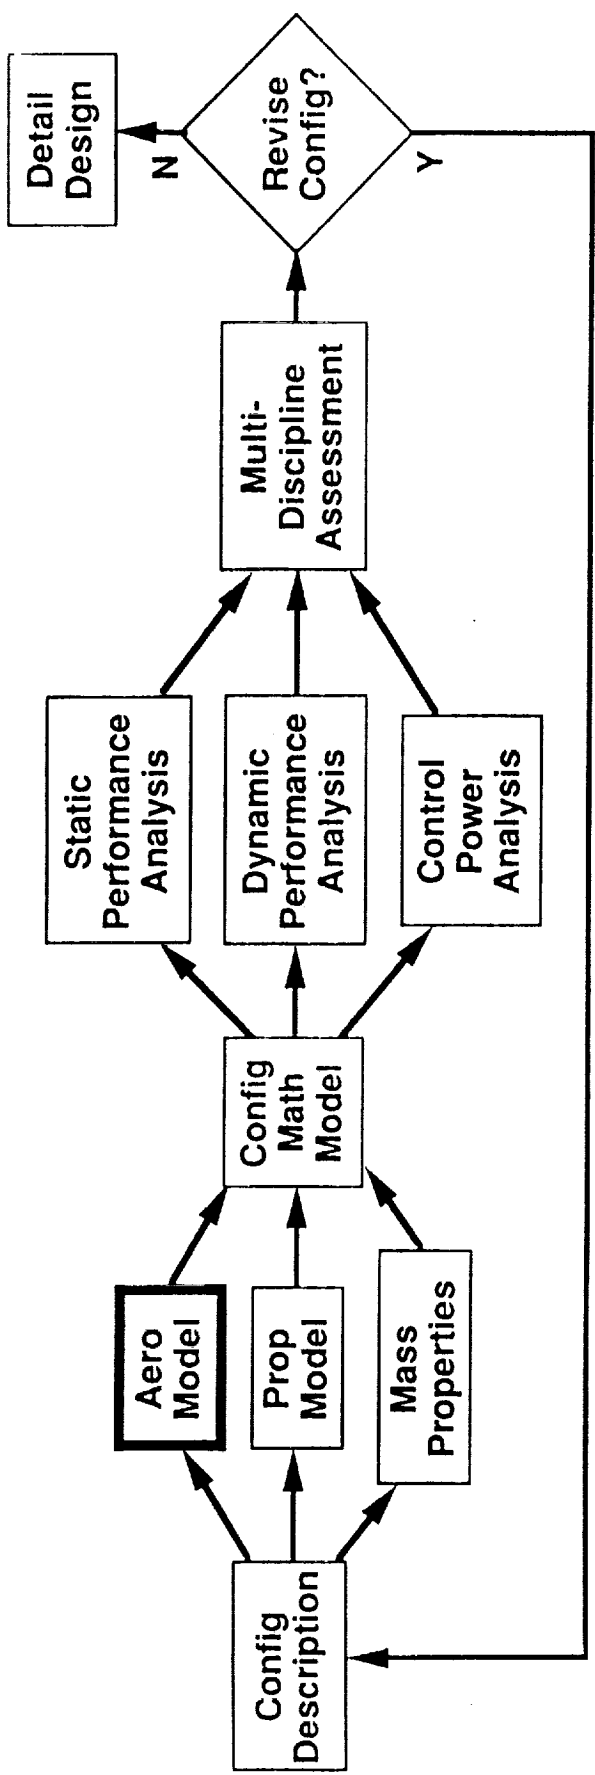 Config
Description
Aero
Model
Prop
Model
Mass
Properties
Config
Math
Model
Static
Performance
Analysis
Dynamic
Performance
Analysis
Control
Power
Analysis
Multi-
Discipline
Assessment
Revise
Config?
N
Y
Detail
Design